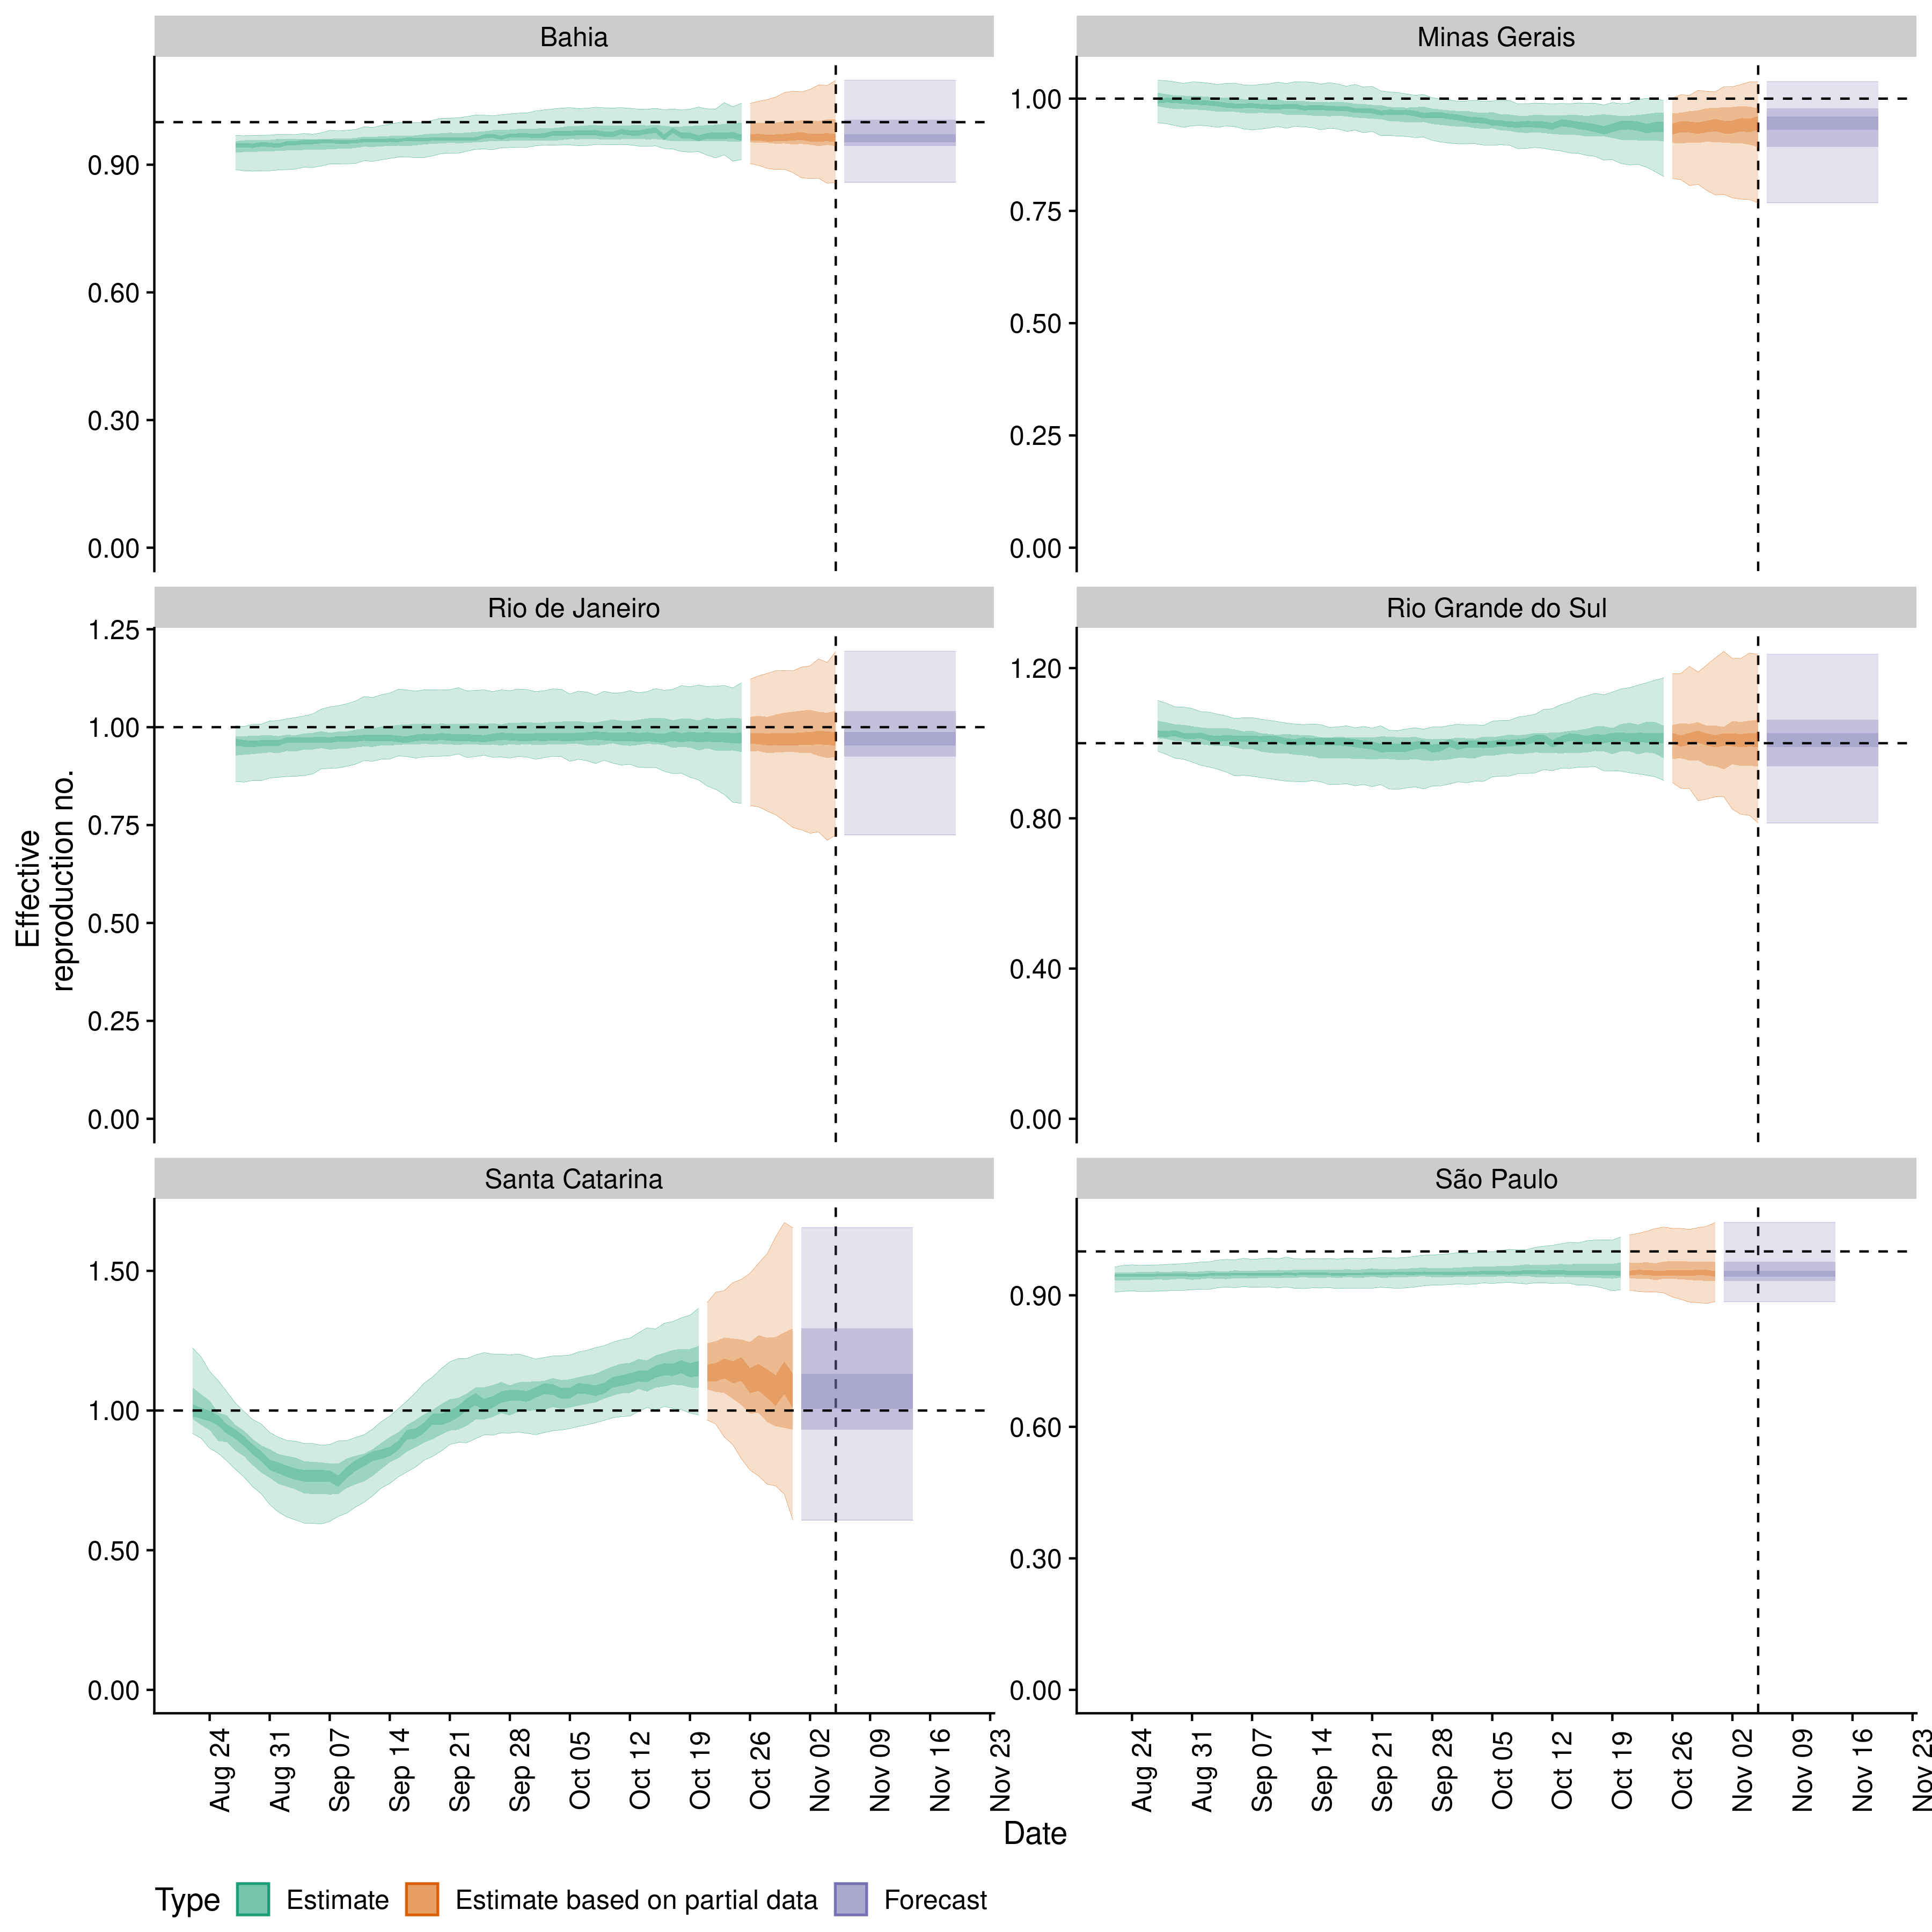 Bahia
Minas Gerais
0.90
0.60
0.30
0.00
1.00
0.75
0.50
0.25
0.00
Rio de Janeiro
Rio Grande do Sul
Effective
reproduction no.
1.25
1.00
0.75
0.50
0.25
0.00
1.20
0.80
0.40
0.00
Santa Catarina
São Paulo
1.50
1.00
0.50
0.00
0.90
0.60
0.30
0.00
Aug 24
Aug 31
Sep 07
Sep 14
Sep 21
Sep 28
Oct 05
Oct 12
Oct 19
Oct 26
Nov 02
Nov 09
Nov 16
Nov 23
Aug 24
Aug 31
Sep 07
Sep 14
Sep 21
Sep 28
Oct 05
Oct 12
Oct 19
Oct 26
Nov 02
Nov 09
Nov 16
Nov 23
Date
Type Estimate Estimate based on partial data Forecast